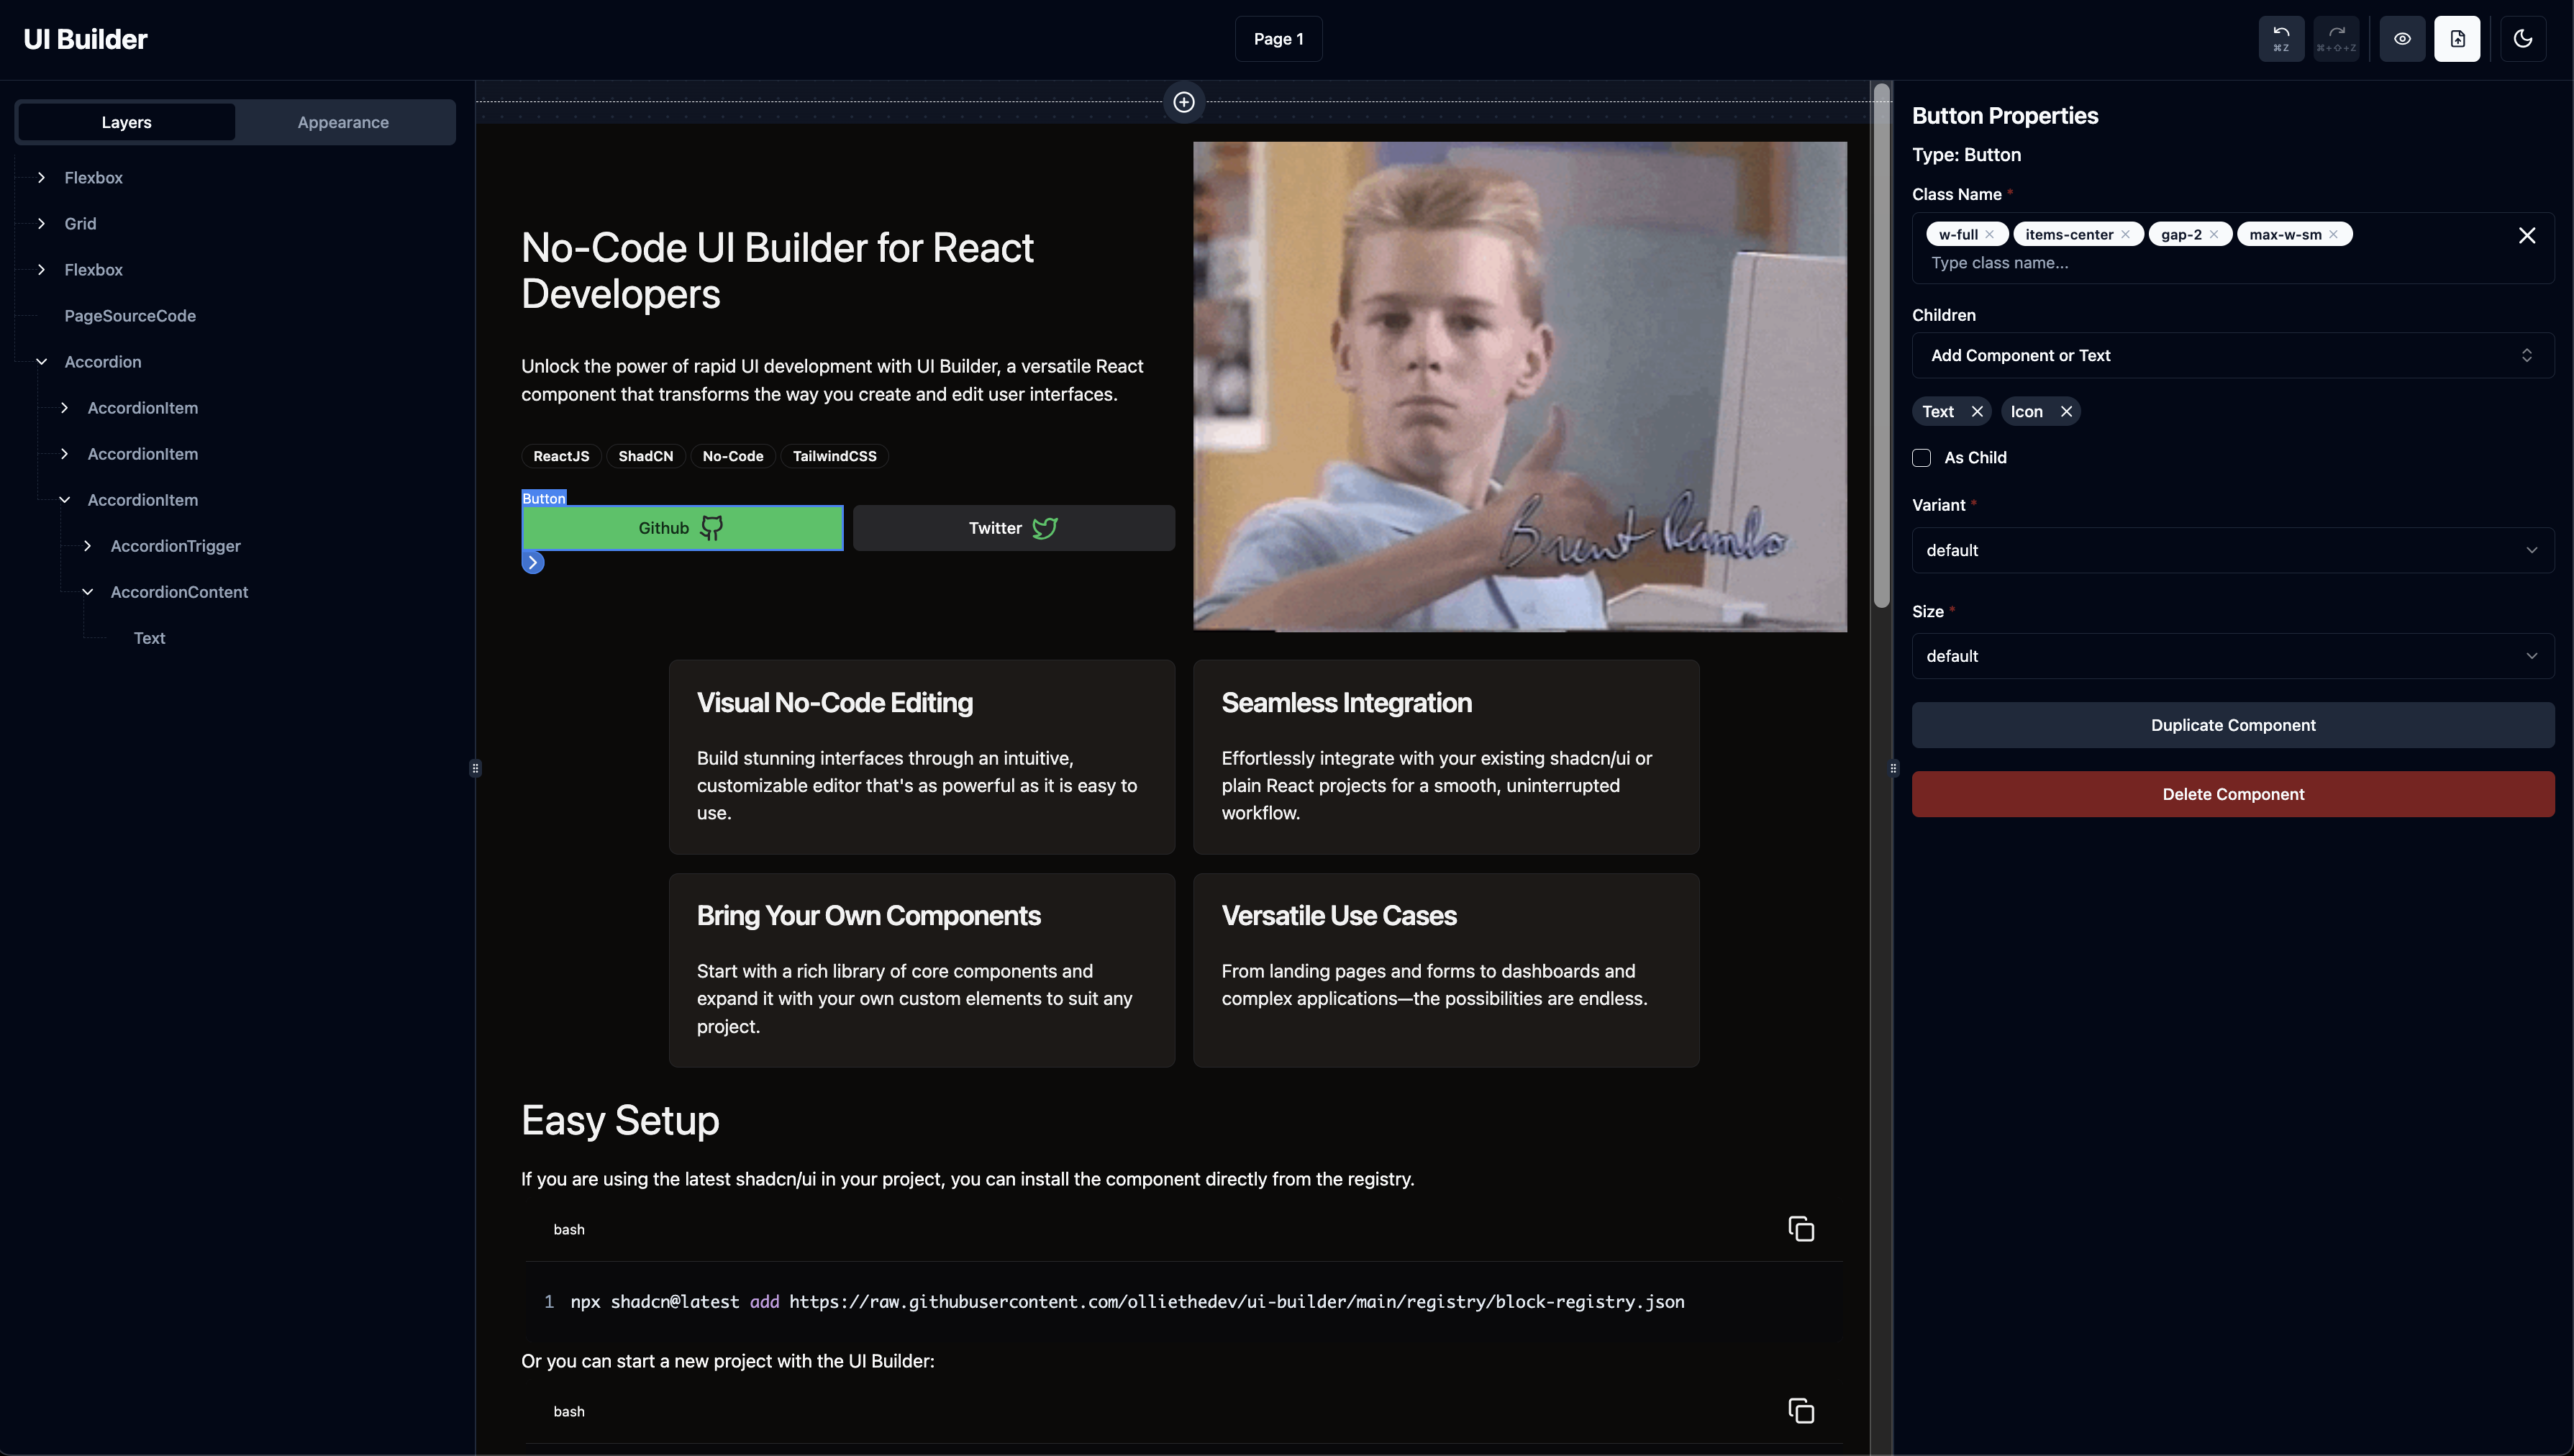 UI Builder
Page 1
⌘Z
⌘+⇧+Z
Layers
Appearance
Flexbox
Grid
Flexbox
PageSourceCode
Accordion
AccordionItem
AccordionItem
AccordionItem
AccordionTrigger
AccordionContent
Text
No-Code UI Builder for React
Developers
Unlock the power of rapid UI development with UI Builder, a versatile React
component that transforms the way you create and edit user interfaces.
ReactJS
ShadCN
No-Code
TailwindCSS
Button
Github
Twitter
Brent Rambo
Visual No-Code Editing
Build stunning interfaces through an intuitive,
customizable editor that's as powerful as it is easy to
use.
Seamless Integration
Effortlessly integrate with your existing shadcn/ui or
plain React projects for a smooth, uninterrupted
workflow.
Bring Your Own Components
Start with a rich library of core components and
expand it with your own custom elements to suit any
project.
Versatile Use Cases
From landing pages and forms to dashboards and
complex applications—the possibilities are endless.
Easy Setup
If you are using the latest shadcn/ui in your project, you can install the component directly from the registry.
bash
1 npx shadcn@latest add https://raw.githubusercontent.com/olliethedev/ui-builder/main/registry/block-registry.json
Or you can start a new project with the UI Builder:
bash
Button Properties
Type: Button
Class Name *
w-full
items-center
gap-2
max-w-sm
Type class name...
Children
Add Component or Text
Text
Icon
As Child
Variant *
default
Size *
default
Duplicate Component
Delete Component